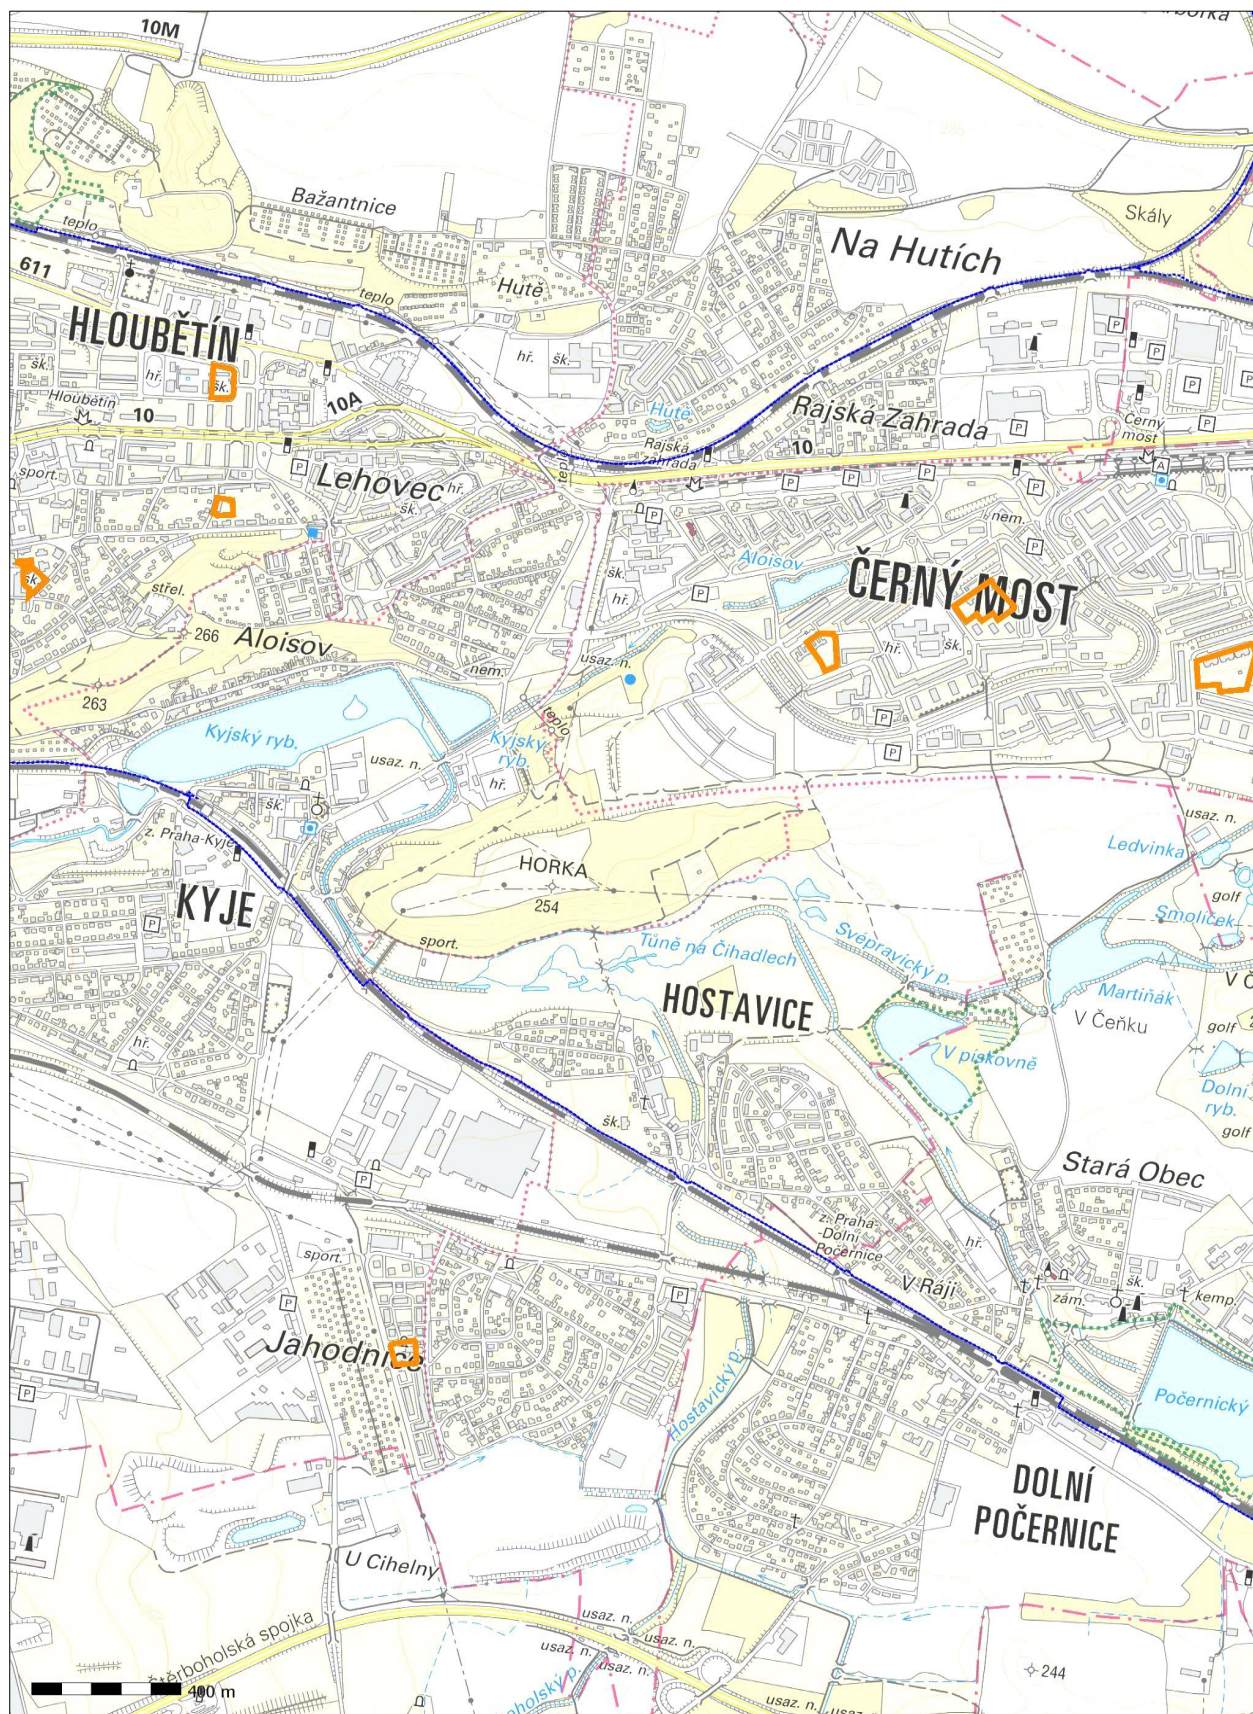 10M
Bažantnice
teplo
Skály
Na Hutích
611
teplo
Hutě
HLOUBĚTÍN
hř.
šk.
P
šk.
hř.
šk.
P
P
Hloubětín
10
10A
Hutě
Rajská Zahrada
P
P
Černý
most
Rajská
zahrada
10
sport.
P
Lehovec
hř.
šk.
teplo
P
P
P
A
P
P
nem.
P
Aloisov
ČERNÝ MOST
šk.
střel.
šk.
hř.
P
266
Aloisov
usaz. n.
hř.
šk.
nem.
263
teplo
P
Kyjský ryb.
Kyjský
ryb.
usaz. n.
hř.
P
šk.
z. Praha-Kyje
usaz. n.
Ledvinka
HORKA
golf
KYJE
254
Smolíček
P
sport.
Túně na Čihadlech
Svépravický p.
HOSTAVICE
Martiňák
V Čeňku
golf
hř.
V pískovně
Dolní
ryb.
šk.
golf
P
Stará Obec
z. Praha-
-Dolní
Počernice
hř.
sport.
V Ráji
šk.
zám.
kemp.
P
P
Jahodnice
Hostavický p.
P
Počernický
DOLNÍ
POČERNICE
U Cihelny
usaz. n.
Štěrboholská spojka
usaz. n.
usaz. n.
usaz. n.
244
400 m
usaz. n.